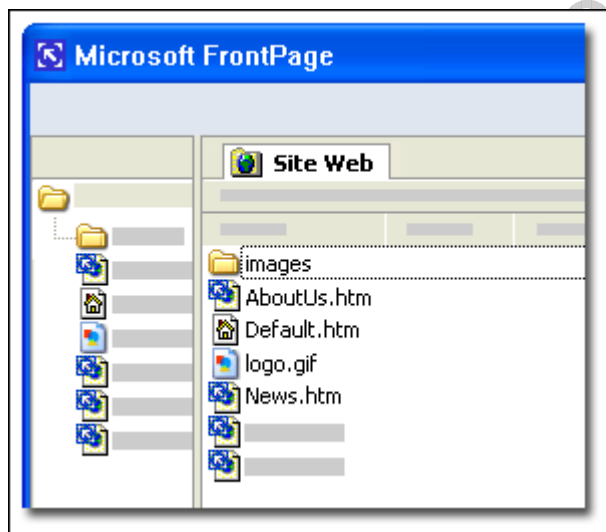 Microsoft FrontPage
Site Web
images
AboutUs.htm
Default.htm
logo.gif
News.htm